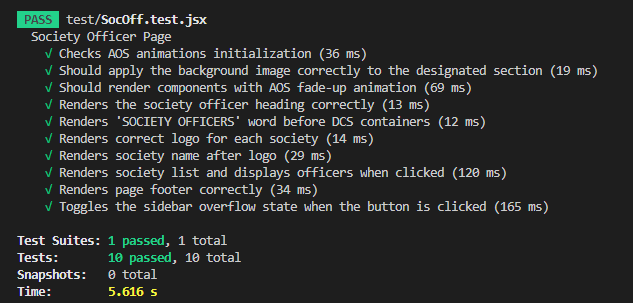 PASS test/SocOff.test.jsx
Society Officer Page
√ Checks AOS animations initialization (36 ms)
√ Should apply the background image correctly to the designated section (19 ms)
√ Should render components with AOS fade-up animation (69 ms)
√ Renders the society officer heading correctly (13 ms)
√ Renders 'SOCIETY OFFICERS' word before DCS containers (12 ms)
√ Renders correct logo for each society (14 ms)
√ Renders society name after logo (29 ms)
√ Renders society list and displays officers when clicked (120 ms)
√ Renders page footer correctly (34 ms)
√ Toggles the sidebar overflow state when the button is clicked (165 ms)
Test Suites: 1 passed, 1 total
Tests: 10 passed, 10 total
Snapshots: 0 total
Time: 5.616 s